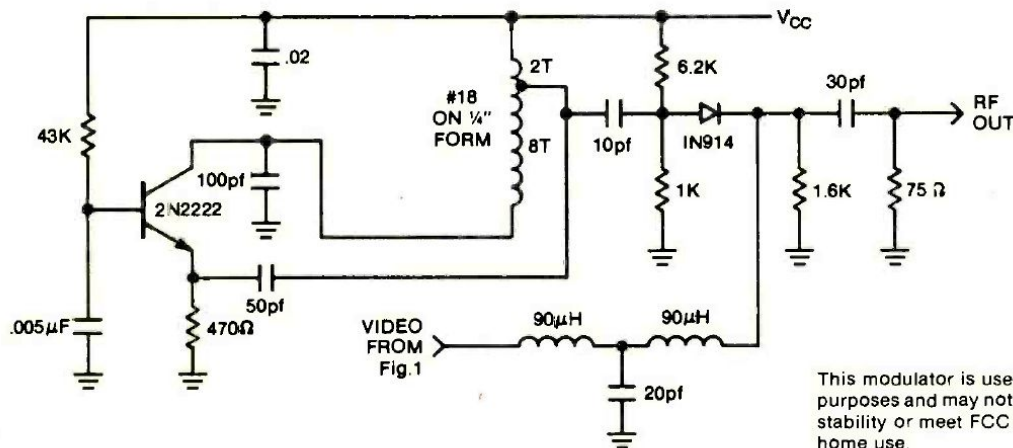 VCC
.02
2T
6.2K
30pf
#18
ON ¼"
FORM
RF
OUT
43K
8T
10pf
IN914
100pf
2N2222
1K
1.6K
75 Ω
50pf
.005µF
470Ω
VIDEO
FROM
Fig.1
90µH
90µH
20pf
This modulator is use
purposes and may not
stability or meet FCC
home use.